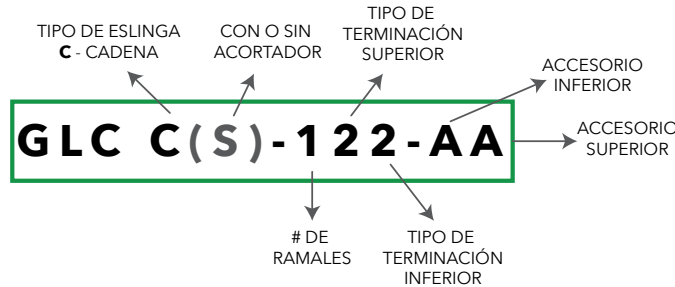 TIPO DE ESLINGA
C - CADENA
CON O SIN
ACORTADOR
TIPO DE
TERMINACIÓN
SUPERIOR
ACCESORIO
INFERIOR
GLC C(S)-122-AA
ACCESORIO
SUPERIOR
# DE
RAMALES
TIPO DE
TERMINACIÓN
INFERIOR